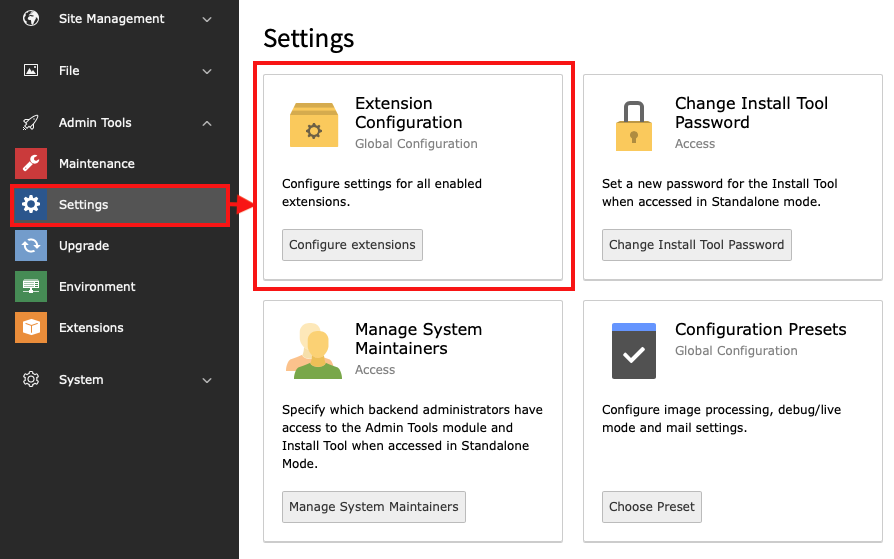 Site Management
File
Admin Tools
Maintenance
Settings
Upgrade
Environment
Extensions
System
Settings
Extension
Configuration
Global Configuration
Configure settings for all enabled
extensions.
Configure extensions
Change Install Tool
Password
Access
Set a new password for the Install Tool
when accessed in Standalone mode.
Change Install Tool Password
Manage System
Maintainers
Access
Specify which backend administrators have
access to the Admin Tools module and
Install Tool when accessed in Standalone
Mode.
Manage System Maintainers
Configuration Presets
Global Configuration
Configure image processing, debug/live
mode and mail settings.
Choose Preset